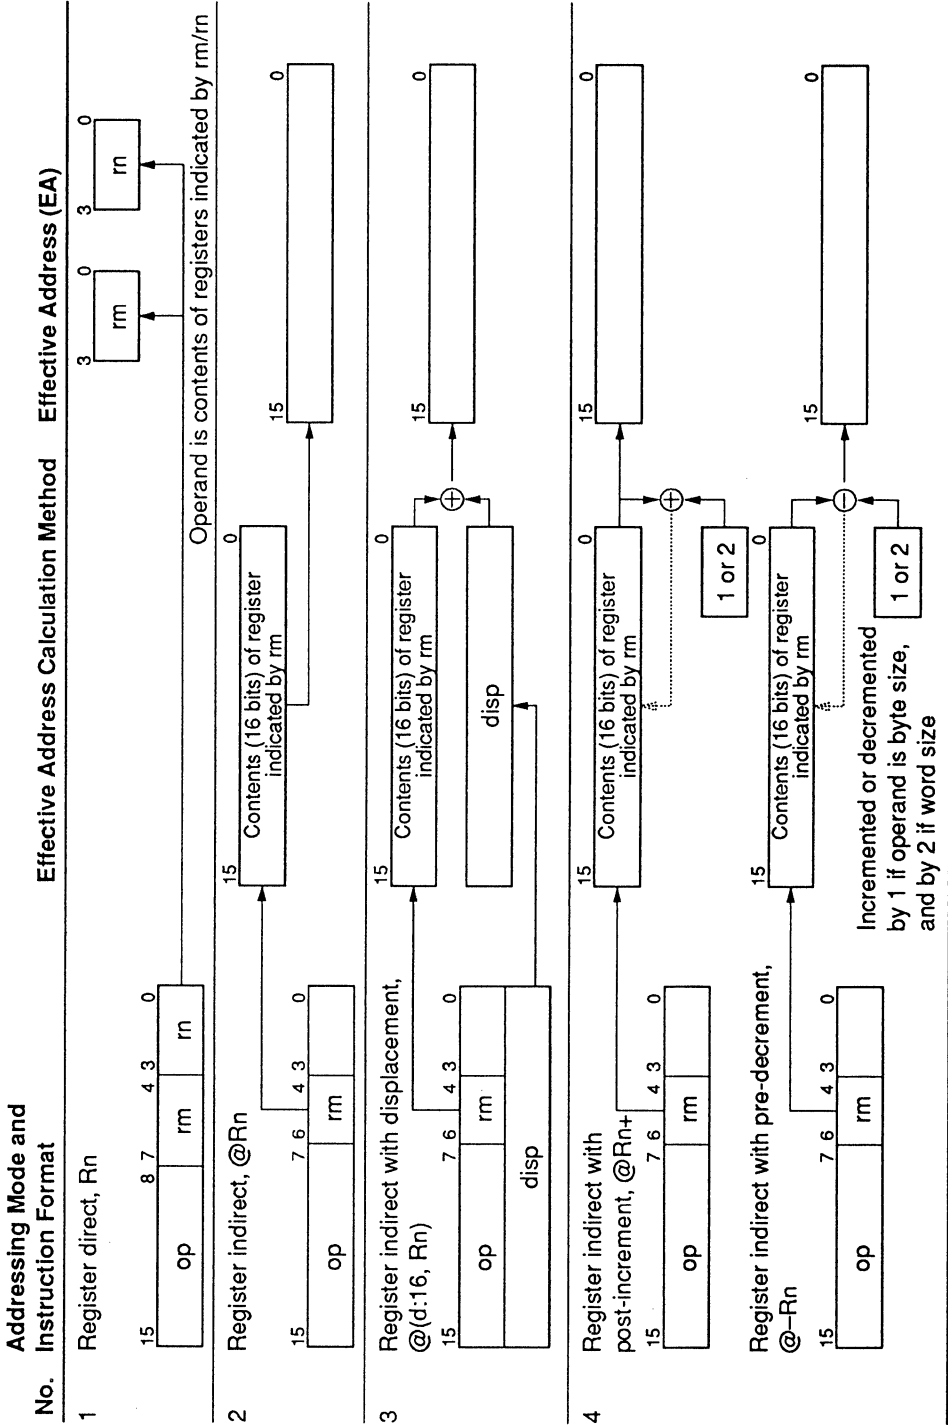 Addressing Mode and
No. Instruction Format Effective Address Calculation Method Effective Address (EA)
1 Register direct, Rn
3 0 3 0
rm rn
15 8 7 4 3 0
op rm rn
Operand is contents of registers indicated by rm/rn
2 Register indirect, @Rn
15 0
Contents (16 bits) of register
indicated by rm
15 0
15 7 6 4 3 0
op rm
3 Register indirect with displacement,
@(d:16, Rn)
15 0
Contents (16 bits) of register
indicated by rm
15 0
15 7 6 4 3 0
op rm
disp
disp
+
4 Register indirect with
post-increment, @Rn+
15 0
Contents (16 bits) of register
indicated by rm
15 0
15 7 6 4 3 0
op rm
+
1 or 2
Register indirect with pre-decrement,
@–Rn
15 0
Contents (16 bits) of register
indicated by rm
15 0
15 7 6 4 3 0
op rm
–
1 or 2
Incremented or decremented
by 1 if operand is byte size,
and by 2 if word size